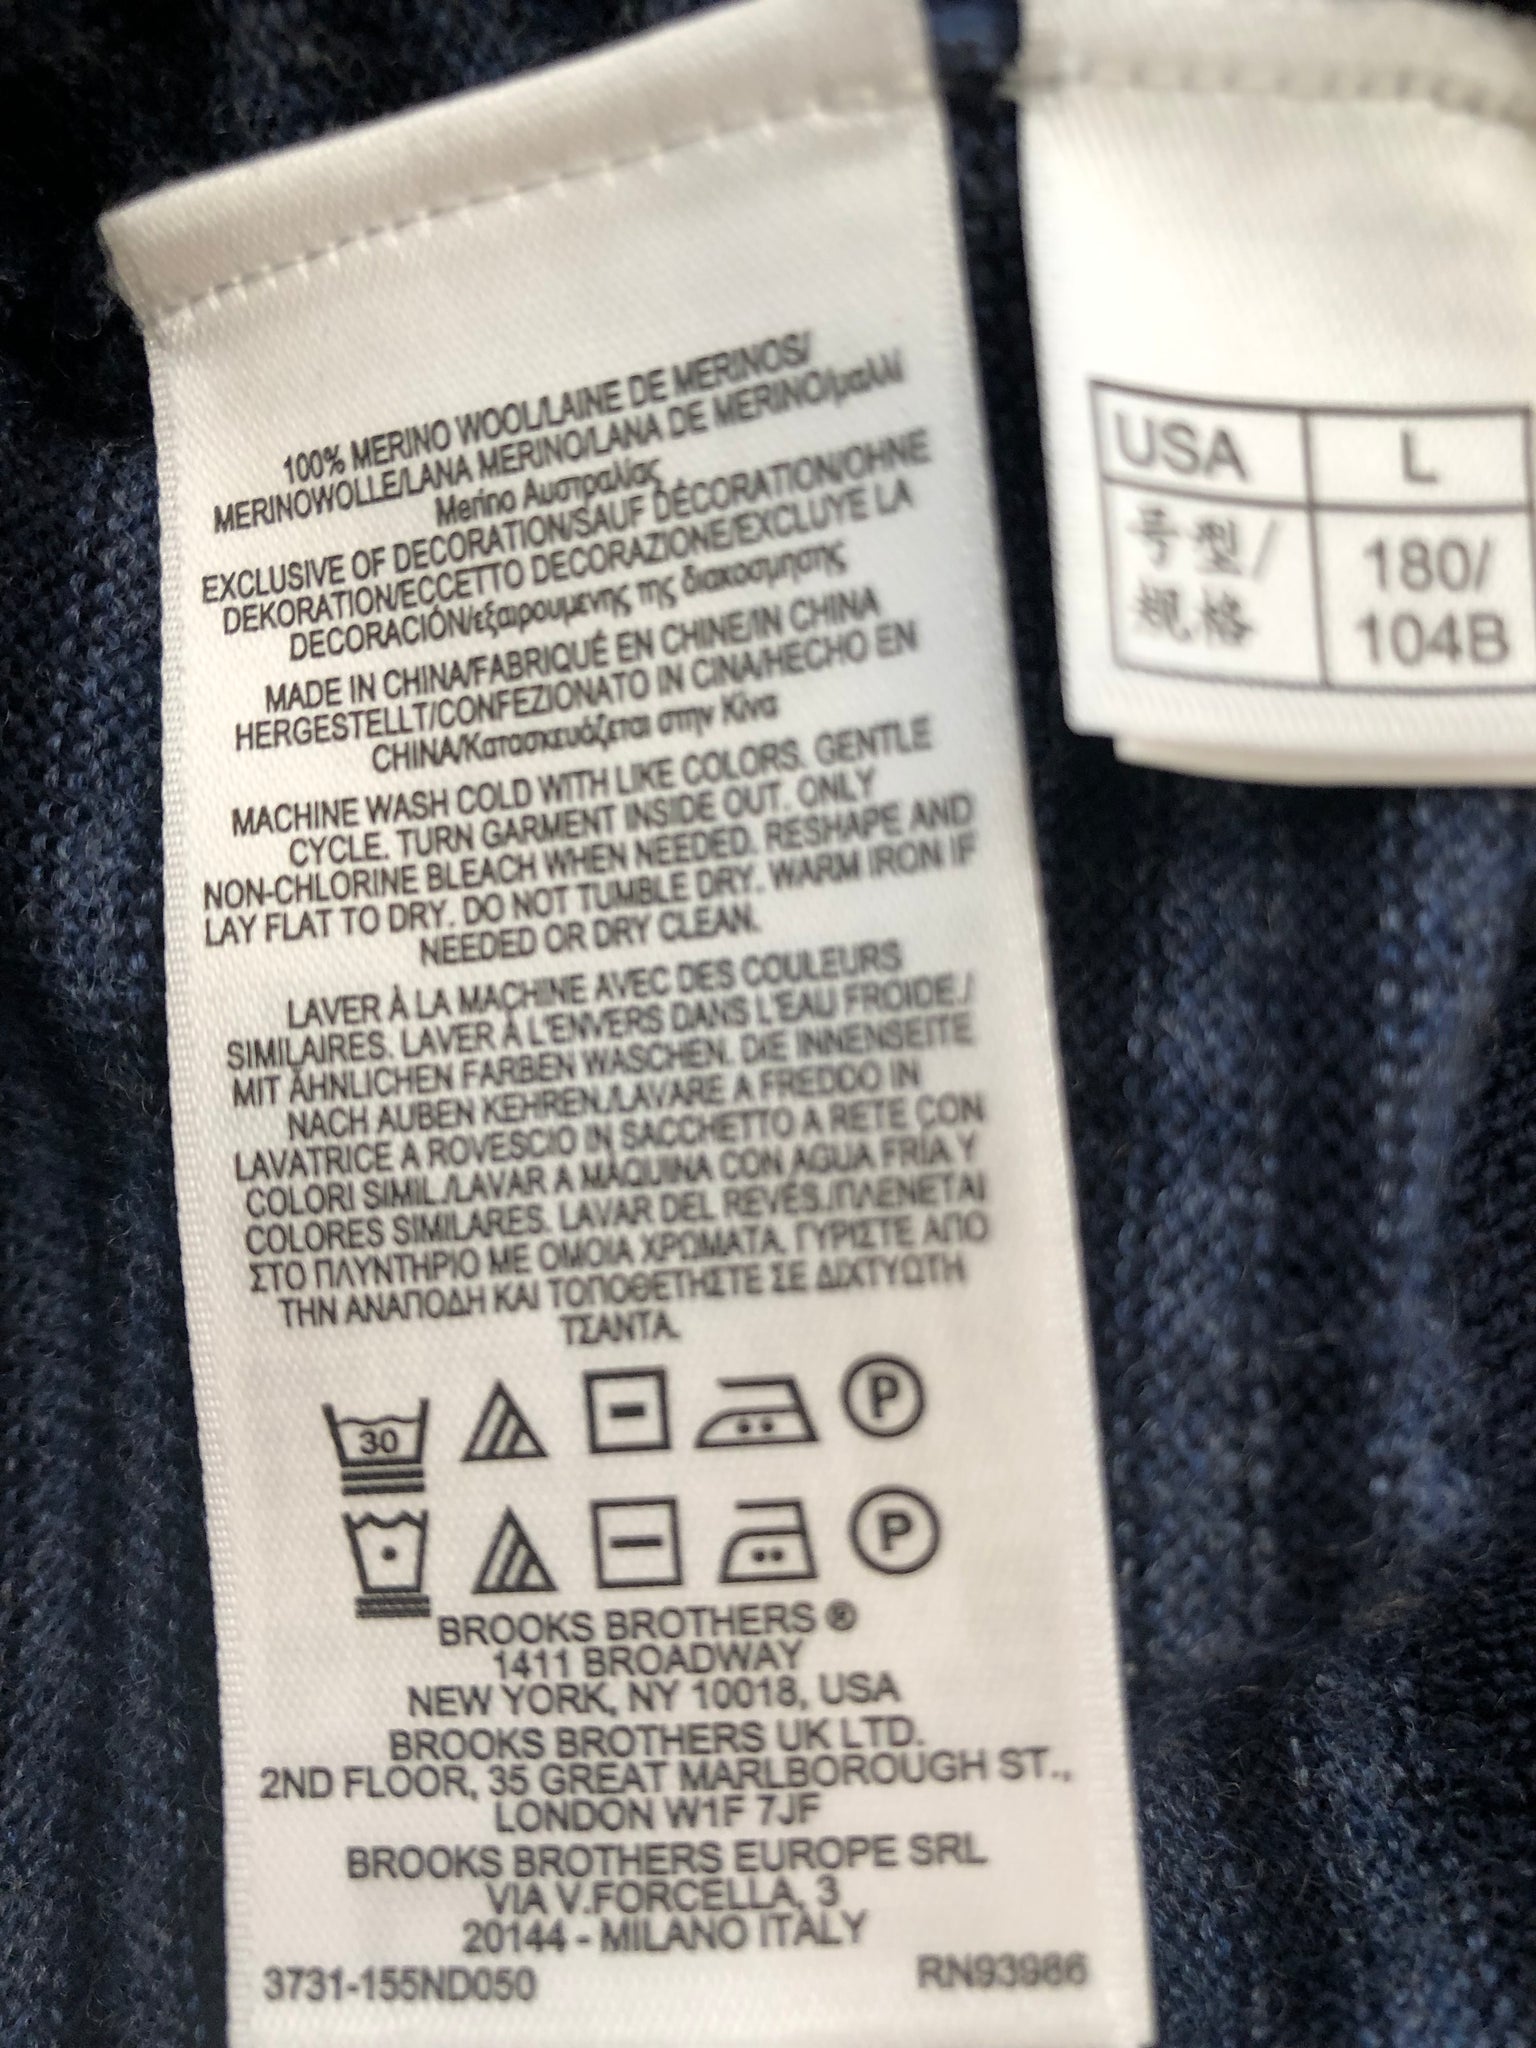 100% MERINO WOOL/LAINE DE MERINOS/
MERINOWOLLE/LANA MERINO/LANA DE MERINO/μαλλί
Merino Αυστραλίας
EXCLUSIVE OF DECORATION/SAUF DÉCORATION/OHNE
DEKORATION/ECCETTO DECORAZIONE/EXCLUYE LA
DECORACIÓN/εξαιρουμενης της διακοσμησης
MADE IN CHINA/FABRIQUÉ EN CHINE/IN CHINA
HERGESTELLT/CONFEZIONATO IN CINA/HECHO EN
CHINA/Κατασκευάζεται στην Κίνα
MACHINE WASH COLD WITH LIKE COLORS. GENTLE
CYCLE. TURN GARMENT INSIDE OUT. ONLY
NON-CHLORINE BLEACH WHEN NEEDED. RESHAPE AND
LAY FLAT TO DRY. DO NOT TUMBLE DRY. WARM IRON IF
NEEDED OR DRY CLEAN.
LAVER À LA MACHINE AVEC DES COULEURS
SIMILAIRES. LAVER À L'ENVERS DANS L'EAU FROIDE./
MIT ÄHNLICHEN FARBEN WASCHEN. DIE INNENSEITE
NACH AUBEN KEHREN./LAVARE A FREDDO IN
LAVATRICE A ROVESCIO IN SACCHETTO A RETE CON
COLORI SIMIL./LAVAR A MÁQUINA CON AGUA FRÍA Y
COLORES SIMILARES. LAVAR DEL REVÉS./ΠΛΕΝΕΤΑΙ
ΣΤΟ ΠΛΥΝΤΗΡΙΟ ΜΕ ΟΜΟΙΑ ΧΡΩΜΑΤΑ. ΓΥΡΙΣΤΕ ΑΠΟ
ΤΗΝ ΑΝΑΠΟΔΗ ΚΑΙ ΤΟΠΟΘΕΤΗΣΤΕ ΣΕ ΔΙΧΤΥΩΤΗ
ΤΣΑΝΤΑ.
30 P
P
BROOKS BROTHERS ®
1411 BROADWAY
NEW YORK, NY 10018, USA
BROOKS BROTHERS UK LTD.
2ND FLOOR, 35 GREAT MARLBOROUGH ST.,
LONDON W1F 7JF
BROOKS BROTHERS EUROPE SRL
VIA V.FORCELLA, 3
20144 - MILANO ITALY
3731-155ND050 RN93986
USA L
号型/ 180/
规格 104B